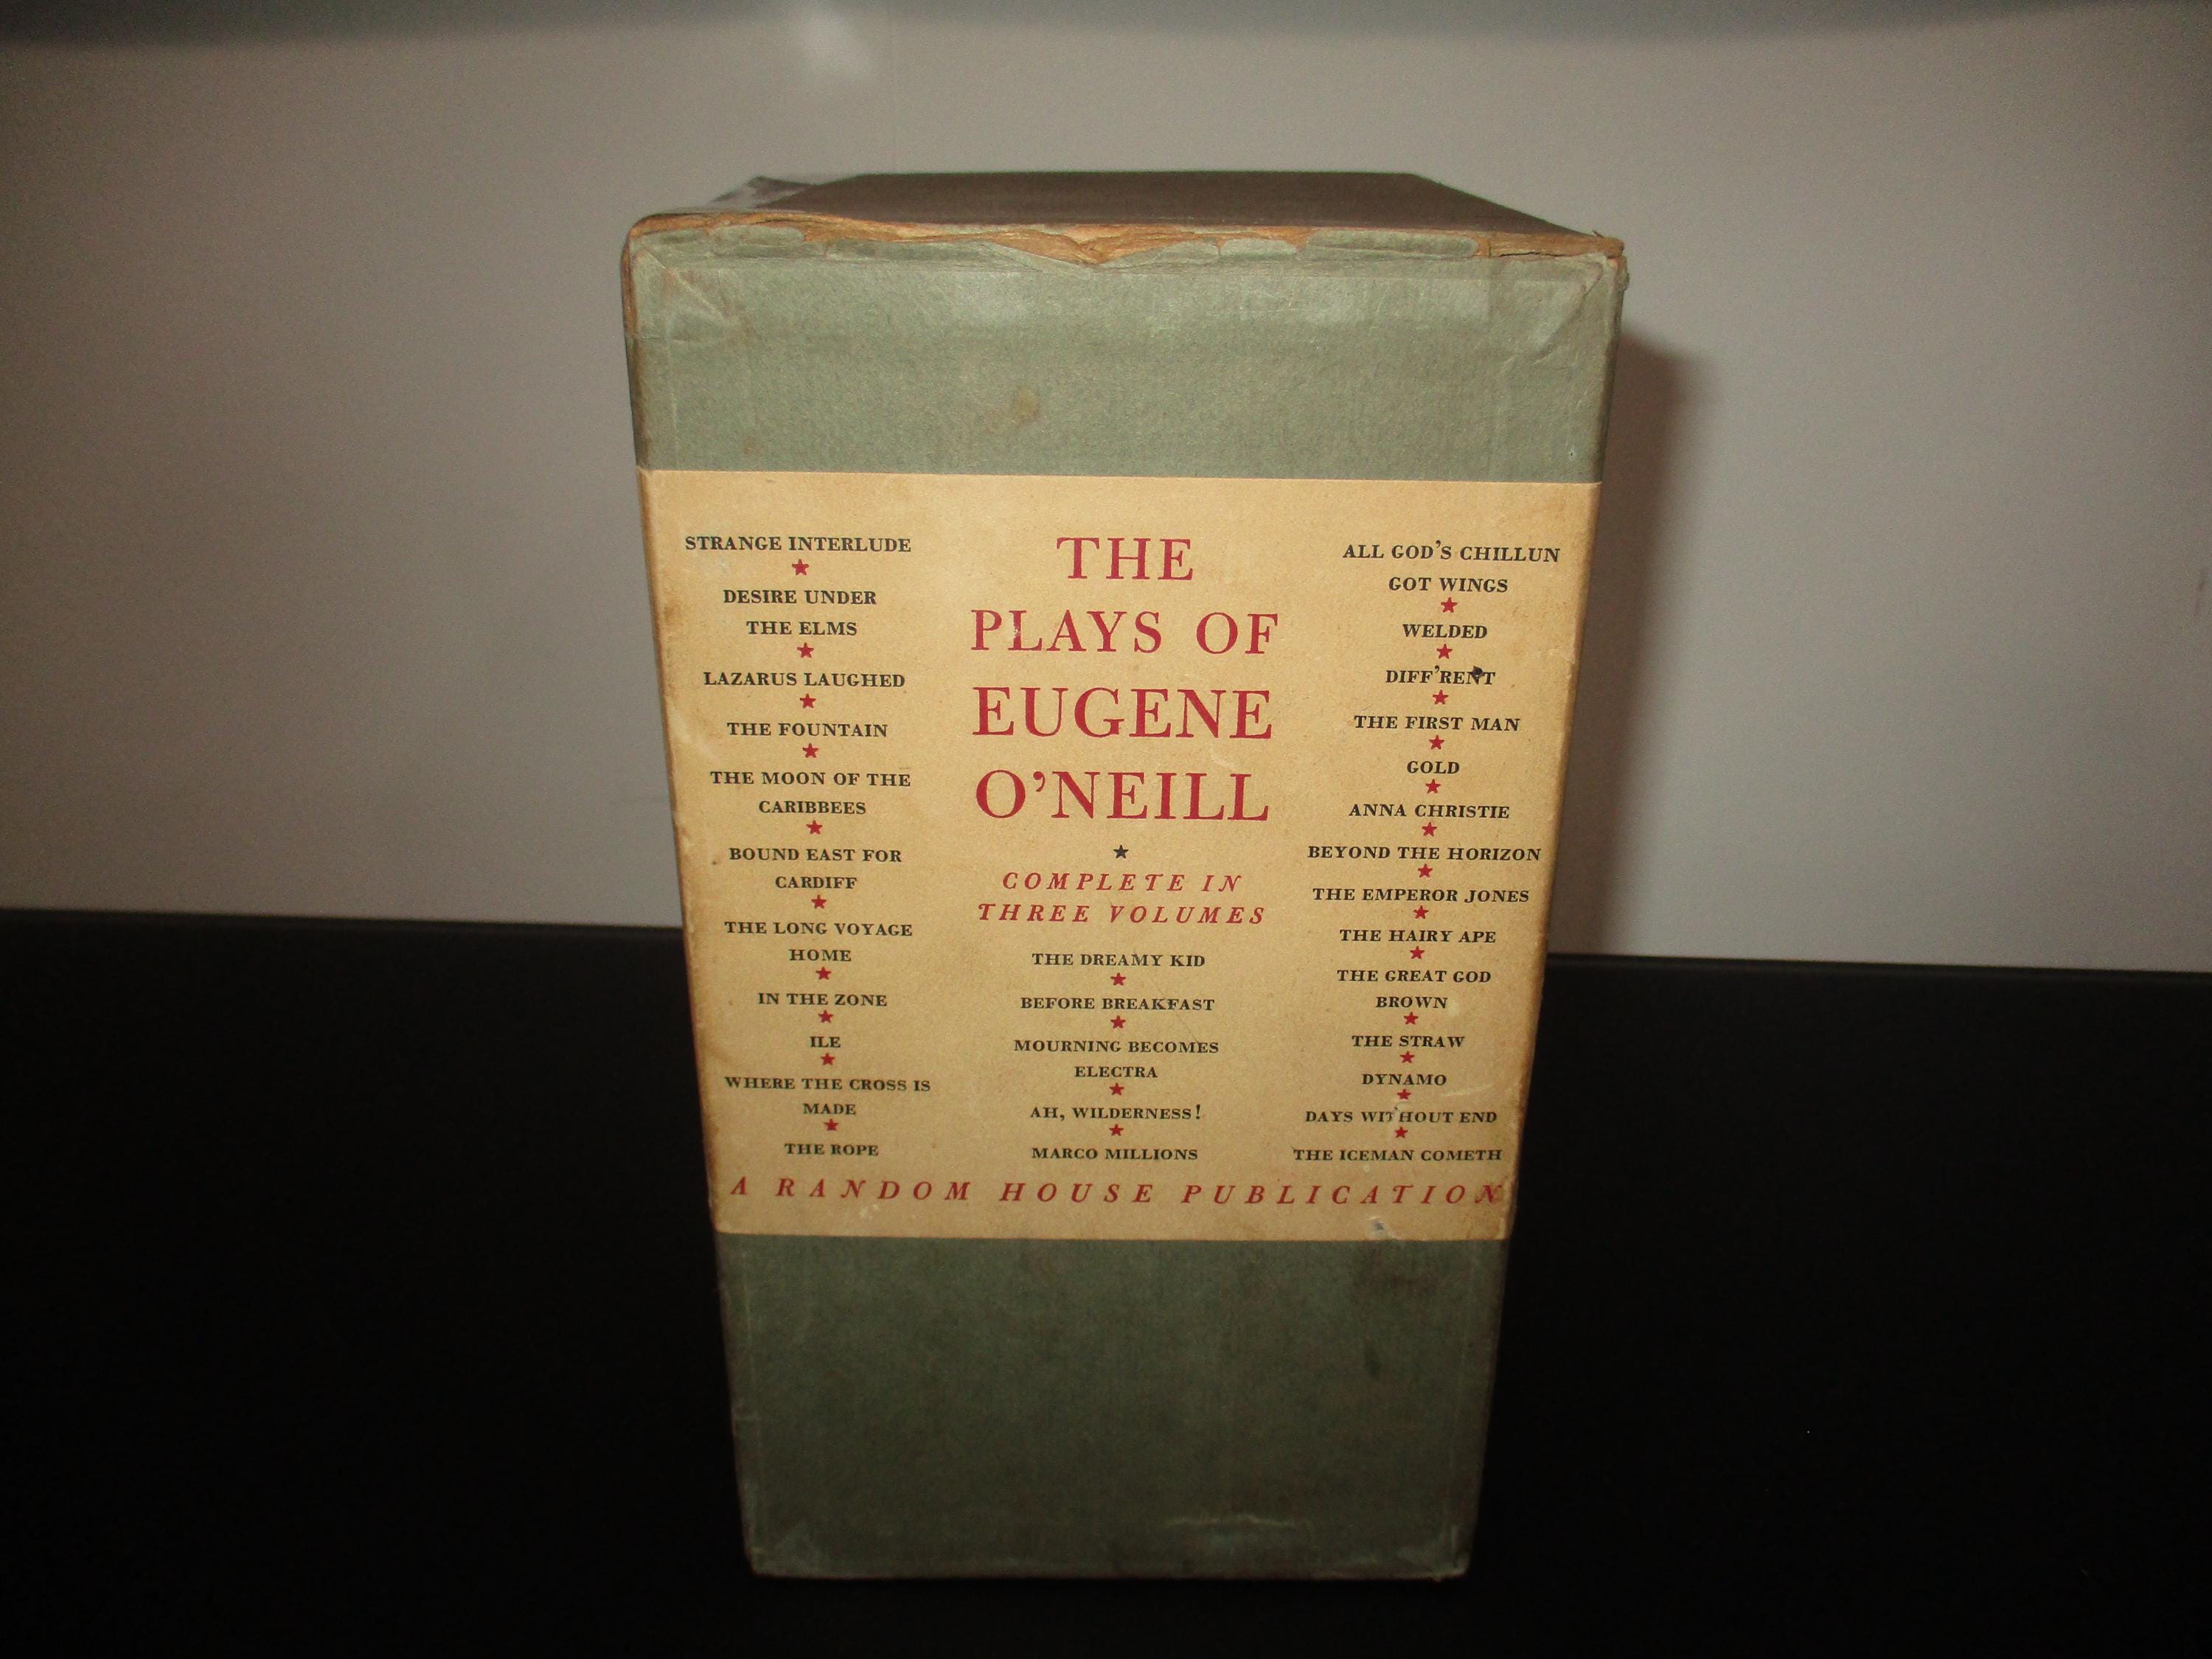 STRANGE INTERLUDE
DESIRE UNDER
THE ELMS
LAZARUS LAUGHED
THE FOUNTAIN
THE MOON OF THE
CARIBBEES
BOUND EAST FOR
CARDIFF
THE LONG VOYAGE
HOME
IN THE ZONE
ILE
WHERE THE CROSS IS
MADE
THE ROPE
THE
PLAYS OF
EUGENE
O'NEILL
COMPLETE IN
THREE VOLUMES
THE DREAMY KID
BEFORE BREAKFAST
MOURNING BECOMES
ELECTRA
AH, WILDERNESS!
MARCO MILLIONS
ALL GOD'S CHILLUN
GOT WINGS
WELDED
DIFF'RENT
THE FIRST MAN
GOLD
ANNA CHRISTIE
BEYOND THE HORIZON
THE EMPEROR JONES
THE HAIRY APE
THE GREAT GOD
BROWN
THE STRAW
DYNAMO
DAYS WITHOUT END
THE ICEMAN COMETH
A RANDOM HOUSE PUBLICATION